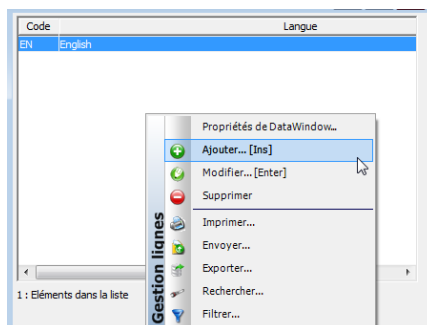 Code Langue
EN English
Propriétés de DataWindow...
Ajouter... [Ins]
Modifier... [Enter]
Supprimer
Imprimer...
Envoyer...
Exporter...
Rechercher...
Filtrer...
Gestion lignes
1 : Eléments dans la liste